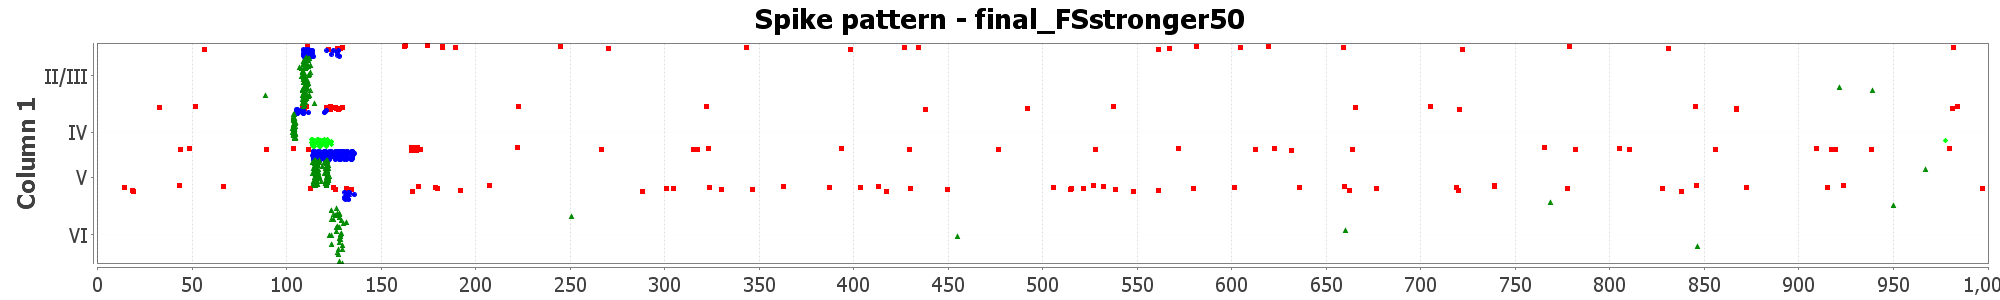 Spike pattern - final_FSstronger50
Column 1
II/III
IV
V
VI
0 50 100 150 200 250 300 350 400 450 500 550 600 650 700 750 800 850 900 950 1,00